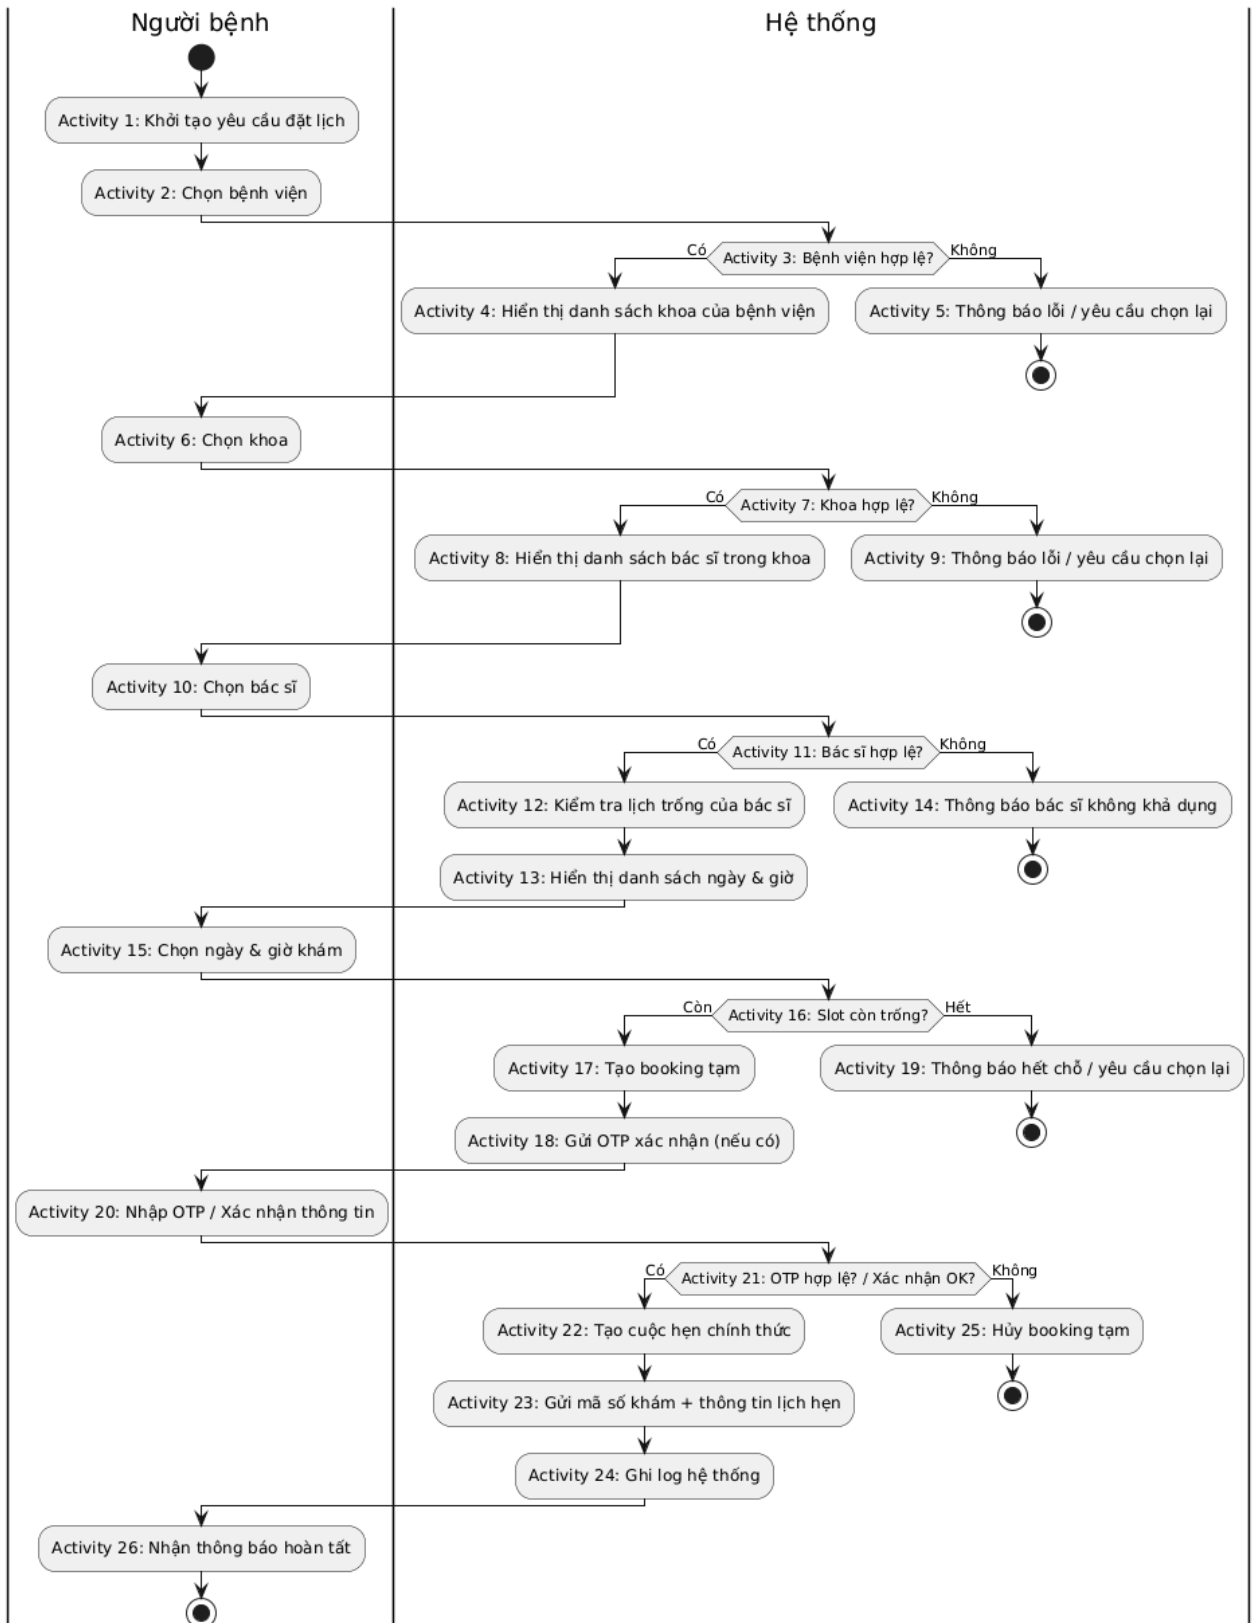 Người bệnh
Hệ thống
Activity 1: Khởi tạo yêu cầu đặt lịch
Activity 2: Chọn bệnh viện
Có
Activity 3: Bệnh viện hợp lệ?
Không
Activity 4: Hiển thị danh sách khoa của bệnh viện
Activity 5: Thông báo lỗi / yêu cầu chọn lại
Activity 6: Chọn khoa
Có
Activity 7: Khoa hợp lệ?
Không
Activity 8: Hiển thị danh sách bác sĩ trong khoa
Activity 9: Thông báo lỗi / yêu cầu chọn lại
Activity 10: Chọn bác sĩ
Có
Activity 11: Bác sĩ hợp lệ?
Không
Activity 12: Kiểm tra lịch trống của bác sĩ
Activity 14: Thông báo bác sĩ không khả dụng
Activity 13: Hiển thị danh sách ngày & giờ
Activity 15: Chọn ngày & giờ khám
Còn
Activity 16: Slot còn trống?
Hết
Activity 17: Tạo booking tạm
Activity 19: Thông báo hết chỗ / yêu cầu chọn lại
Activity 18: Gửi OTP xác nhận (nếu có)
Activity 20: Nhập OTP / Xác nhận thông tin
Có
Activity 21: OTP hợp lệ? / Xác nhận OK?
Không
Activity 22: Tạo cuộc hẹn chính thức
Activity 25: Hủy booking tạm
Activity 23: Gửi mã số khám + thông tin lịch hẹn
Activity 24: Ghi log hệ thống
Activity 26: Nhận thông báo hoàn tất